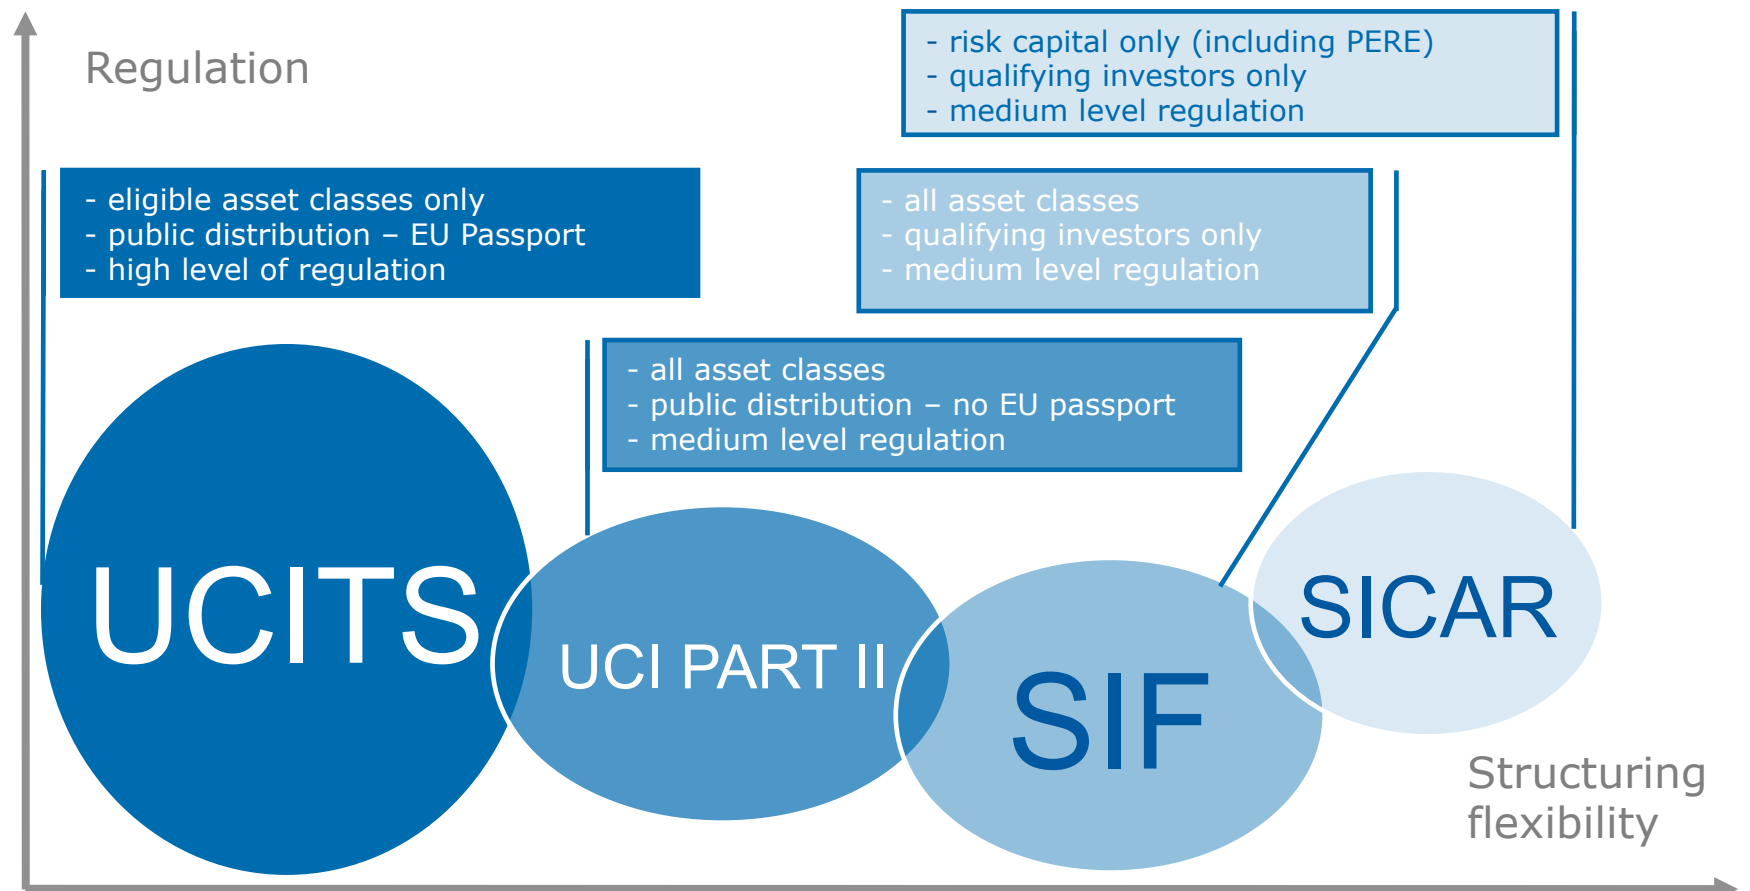 Regulation
- risk capital only (including PERE)
- qualifying investors only
- medium level regulation
- eligible asset classes only
- public distribution – EU Passport
- high level of regulation
- all asset classes
- qualifying investors only
- medium level regulation
- all asset classes
- public distribution – no EU passport
- medium level regulation
UCITS
UCI PART II
SIF
SICAR
Structuring
flexibility